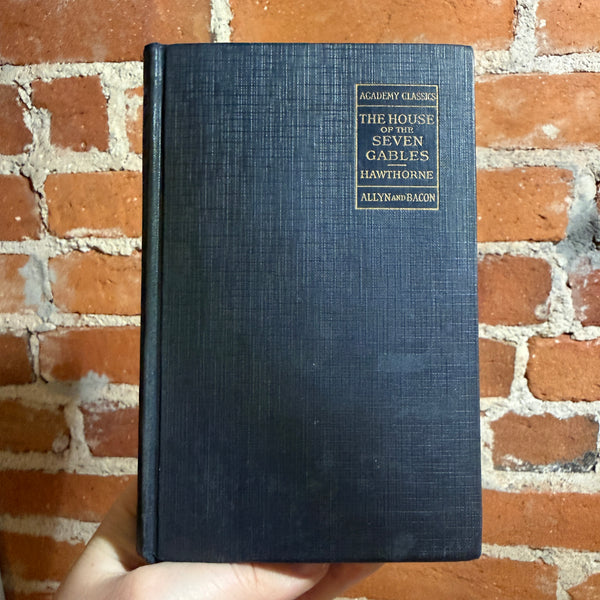 ACADEMY CLASSICS
THE HOUSE
OF THE
SEVEN
GABLES
HAWTHORNE
ALLYN AND BACON